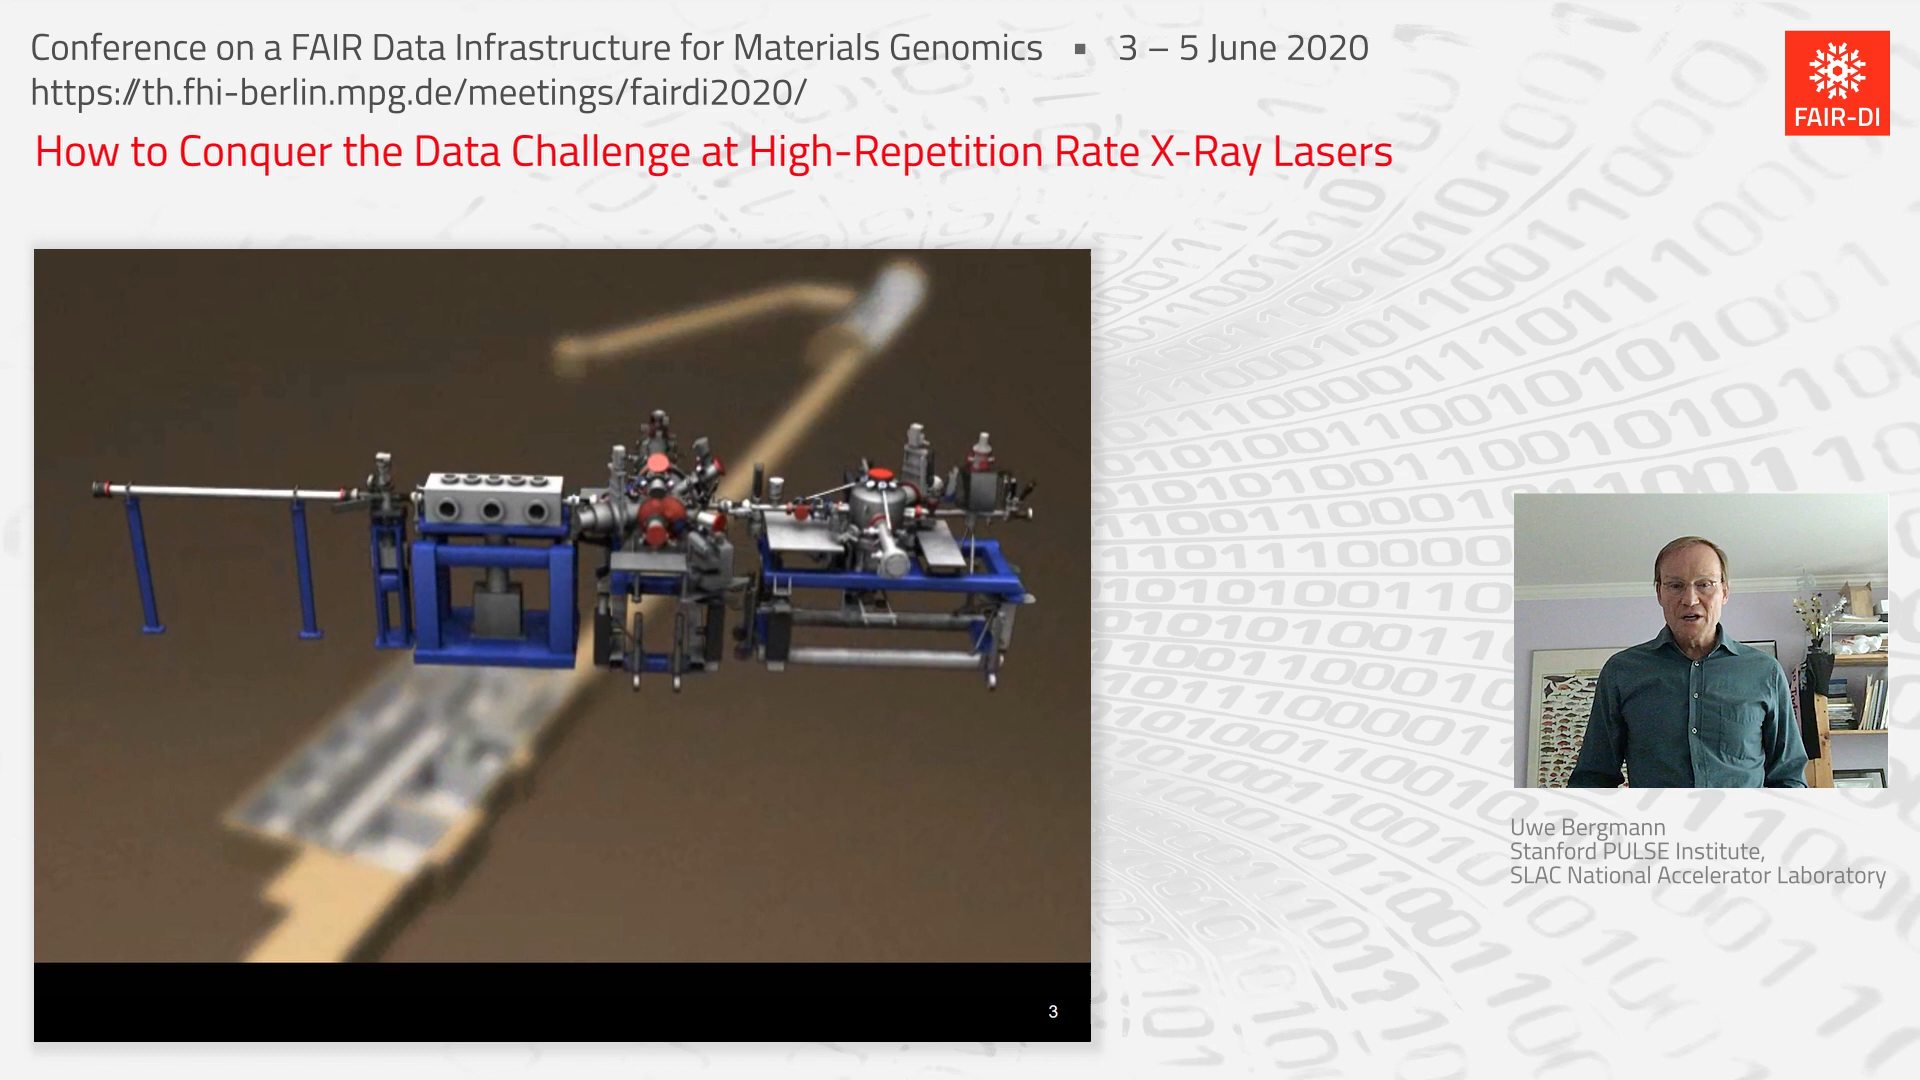 Conference on a FAIR Data Infrastructure for Materials Genomics ▪ 3 – 5 June 2020
https://th.fhi-berlin.mpg.de/meetings/fairdi2020/
FAIR-DI
How to Conquer the Data Challenge at High-Repetition Rate X-Ray Lasers
3
Uwe Bergmann
Stanford PULSE Institute,
SLAC National Accelerator Laboratory